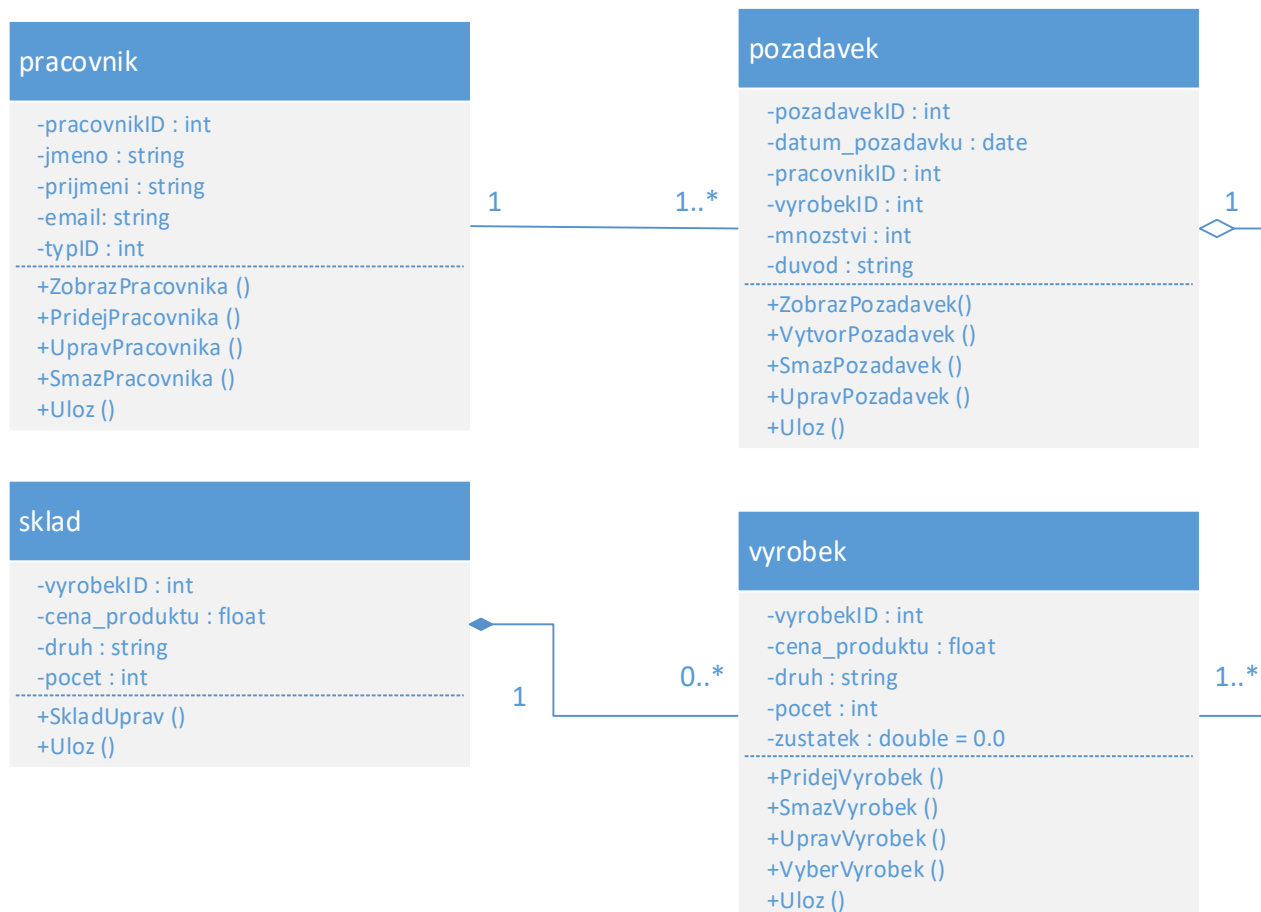 pracovnik
-pracovnikID : int
-jmeno : string
-prijmeni : string
-email: string
-typID : int
+ZobrazPracovnika ()
+PridejPracovnika ()
+UpravPracovnika ()
+SmazPracovnika ()
+Uloz ()
1
1..*
pozadavek
-pozadavekID : int
-datum_pozadavku : date
-pracovnikID : int
-vyrobekID : int
-mnozstvi : int
-duvod : string
+ZobrazPozadavek()
+VytvorPozadavek ()
+SmazPozadavek ()
+UpravPozadavek ()
+Uloz ()
1
sklad
-vyrobekID : int
-cena_produktu : float
-druh : string
-pocet : int
+SkladUprav ()
+Uloz ()
1
0..*
vyrobek
-vyrobekID : int
-cena_produktu : float
-druh : string
-pocet : int
-zustatek : double = 0.0
+PridejVyrobek ()
+SmazVyrobek ()
+UpravVyrobek ()
+VyberVyrobek ()
+Uloz ()
1..*